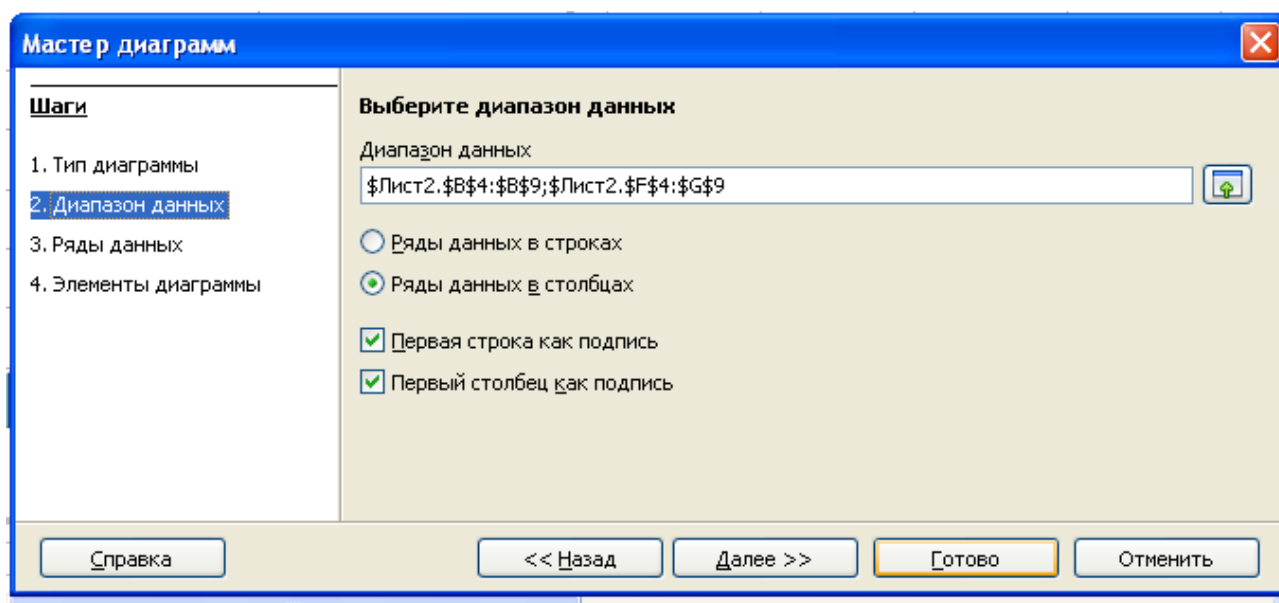 Мастер диаграмм
Шаги
1. Тип диаграммы
2. Диапазон данных
3. Ряды данных
4. Элементы диаграммы
Выберите диапазон данных
Диапазон данных
$Лист2.$B$4:$B$9;$Лист2.$F$4:$G$9
Ряды данных в строках
Ряды данных в столбцах
Первая строка как подпись
Первый столбец как подпись
Справка
<< Назад
Далее >>
Готово
Отменить